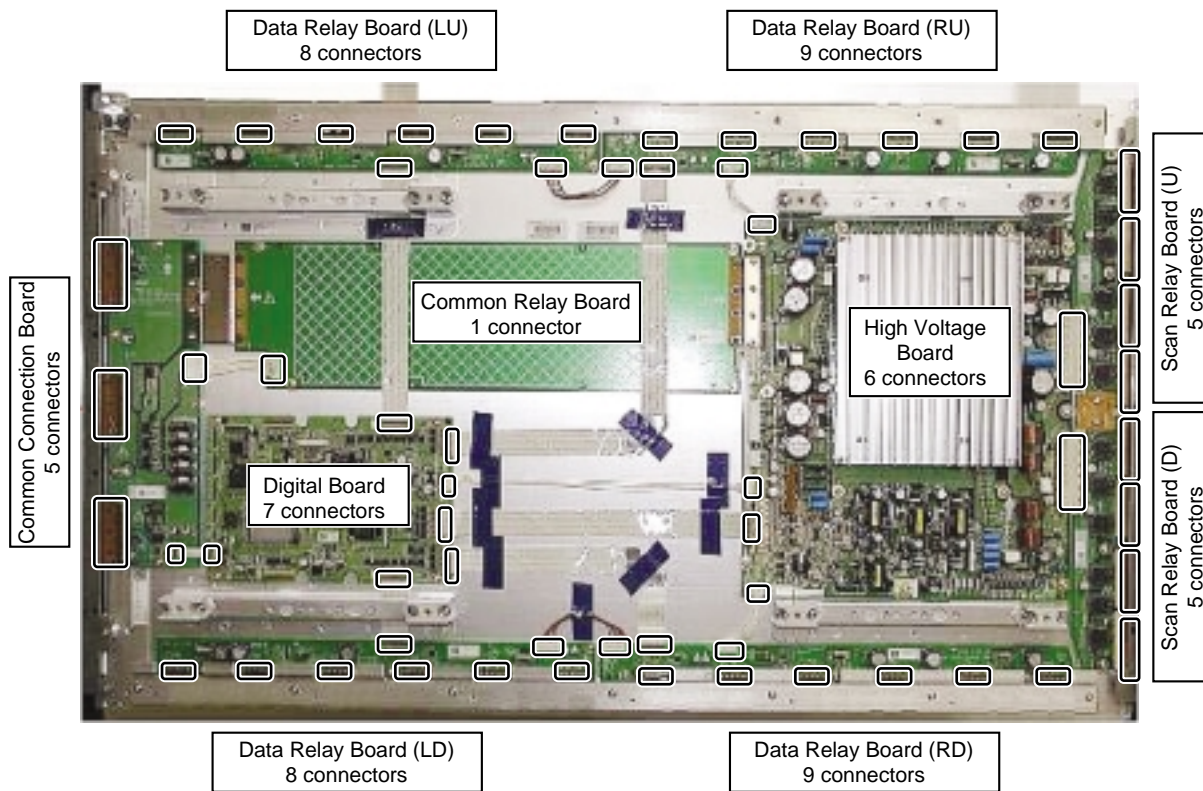 Data Relay Board (LU)
8 connectors
Data Relay Board (RU)
9 connectors
Common Connection Board
5 connectors
Common Relay Board
1 connector
High Voltage
Board
6 connectors
Scan Relay Board (U)
5 connectors
Digital Board
7 connectors
Scan Relay Board (D)
5 connectors
Data Relay Board (LD)
8 connectors
Data Relay Board (RD)
9 connectors